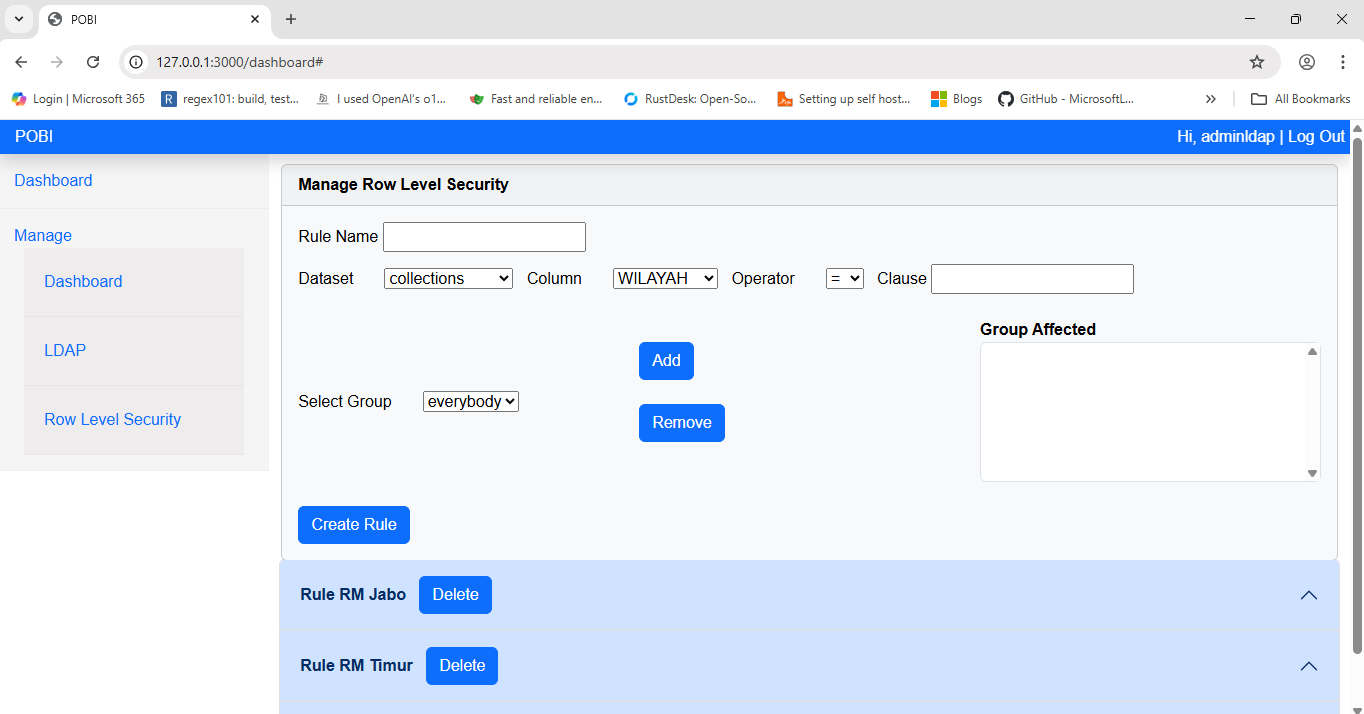 POBI
127.0.0.1:3000/dashboard#
Login | Microsoft 365 regex101: build, test... I used OpenAI's o1... Fast and reliable en... RustDesk: Open-So... Setting up self host... Blogs GitHub - MicrosoftL... » All Bookmarks
POBI Hi, adminldap | Log Out
Dashboard
Manage
Dashboard
LDAP
Row Level Security
Manage Row Level Security
Rule Name
Dataset collections Column WILAYAH Operator = Clause
Group Affected
Add
Select Group everybody
Remove
Create Rule
Rule RM Jabo Delete
Rule RM Timur Delete